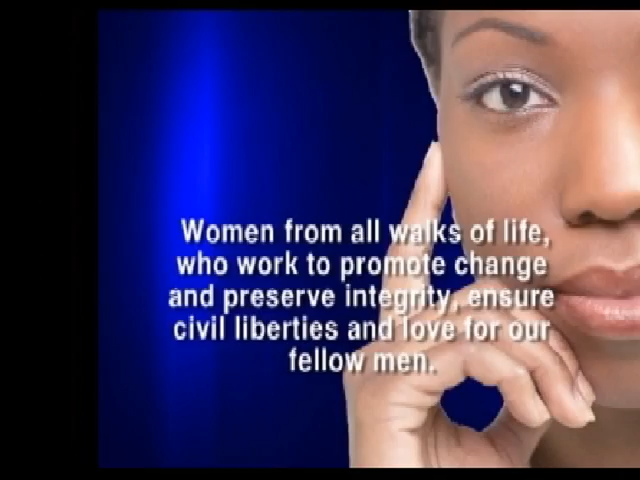 Women from all walks of life,
who work to promote change
and preserve integrity, ensure
civil liberties and love for our
fellow men.